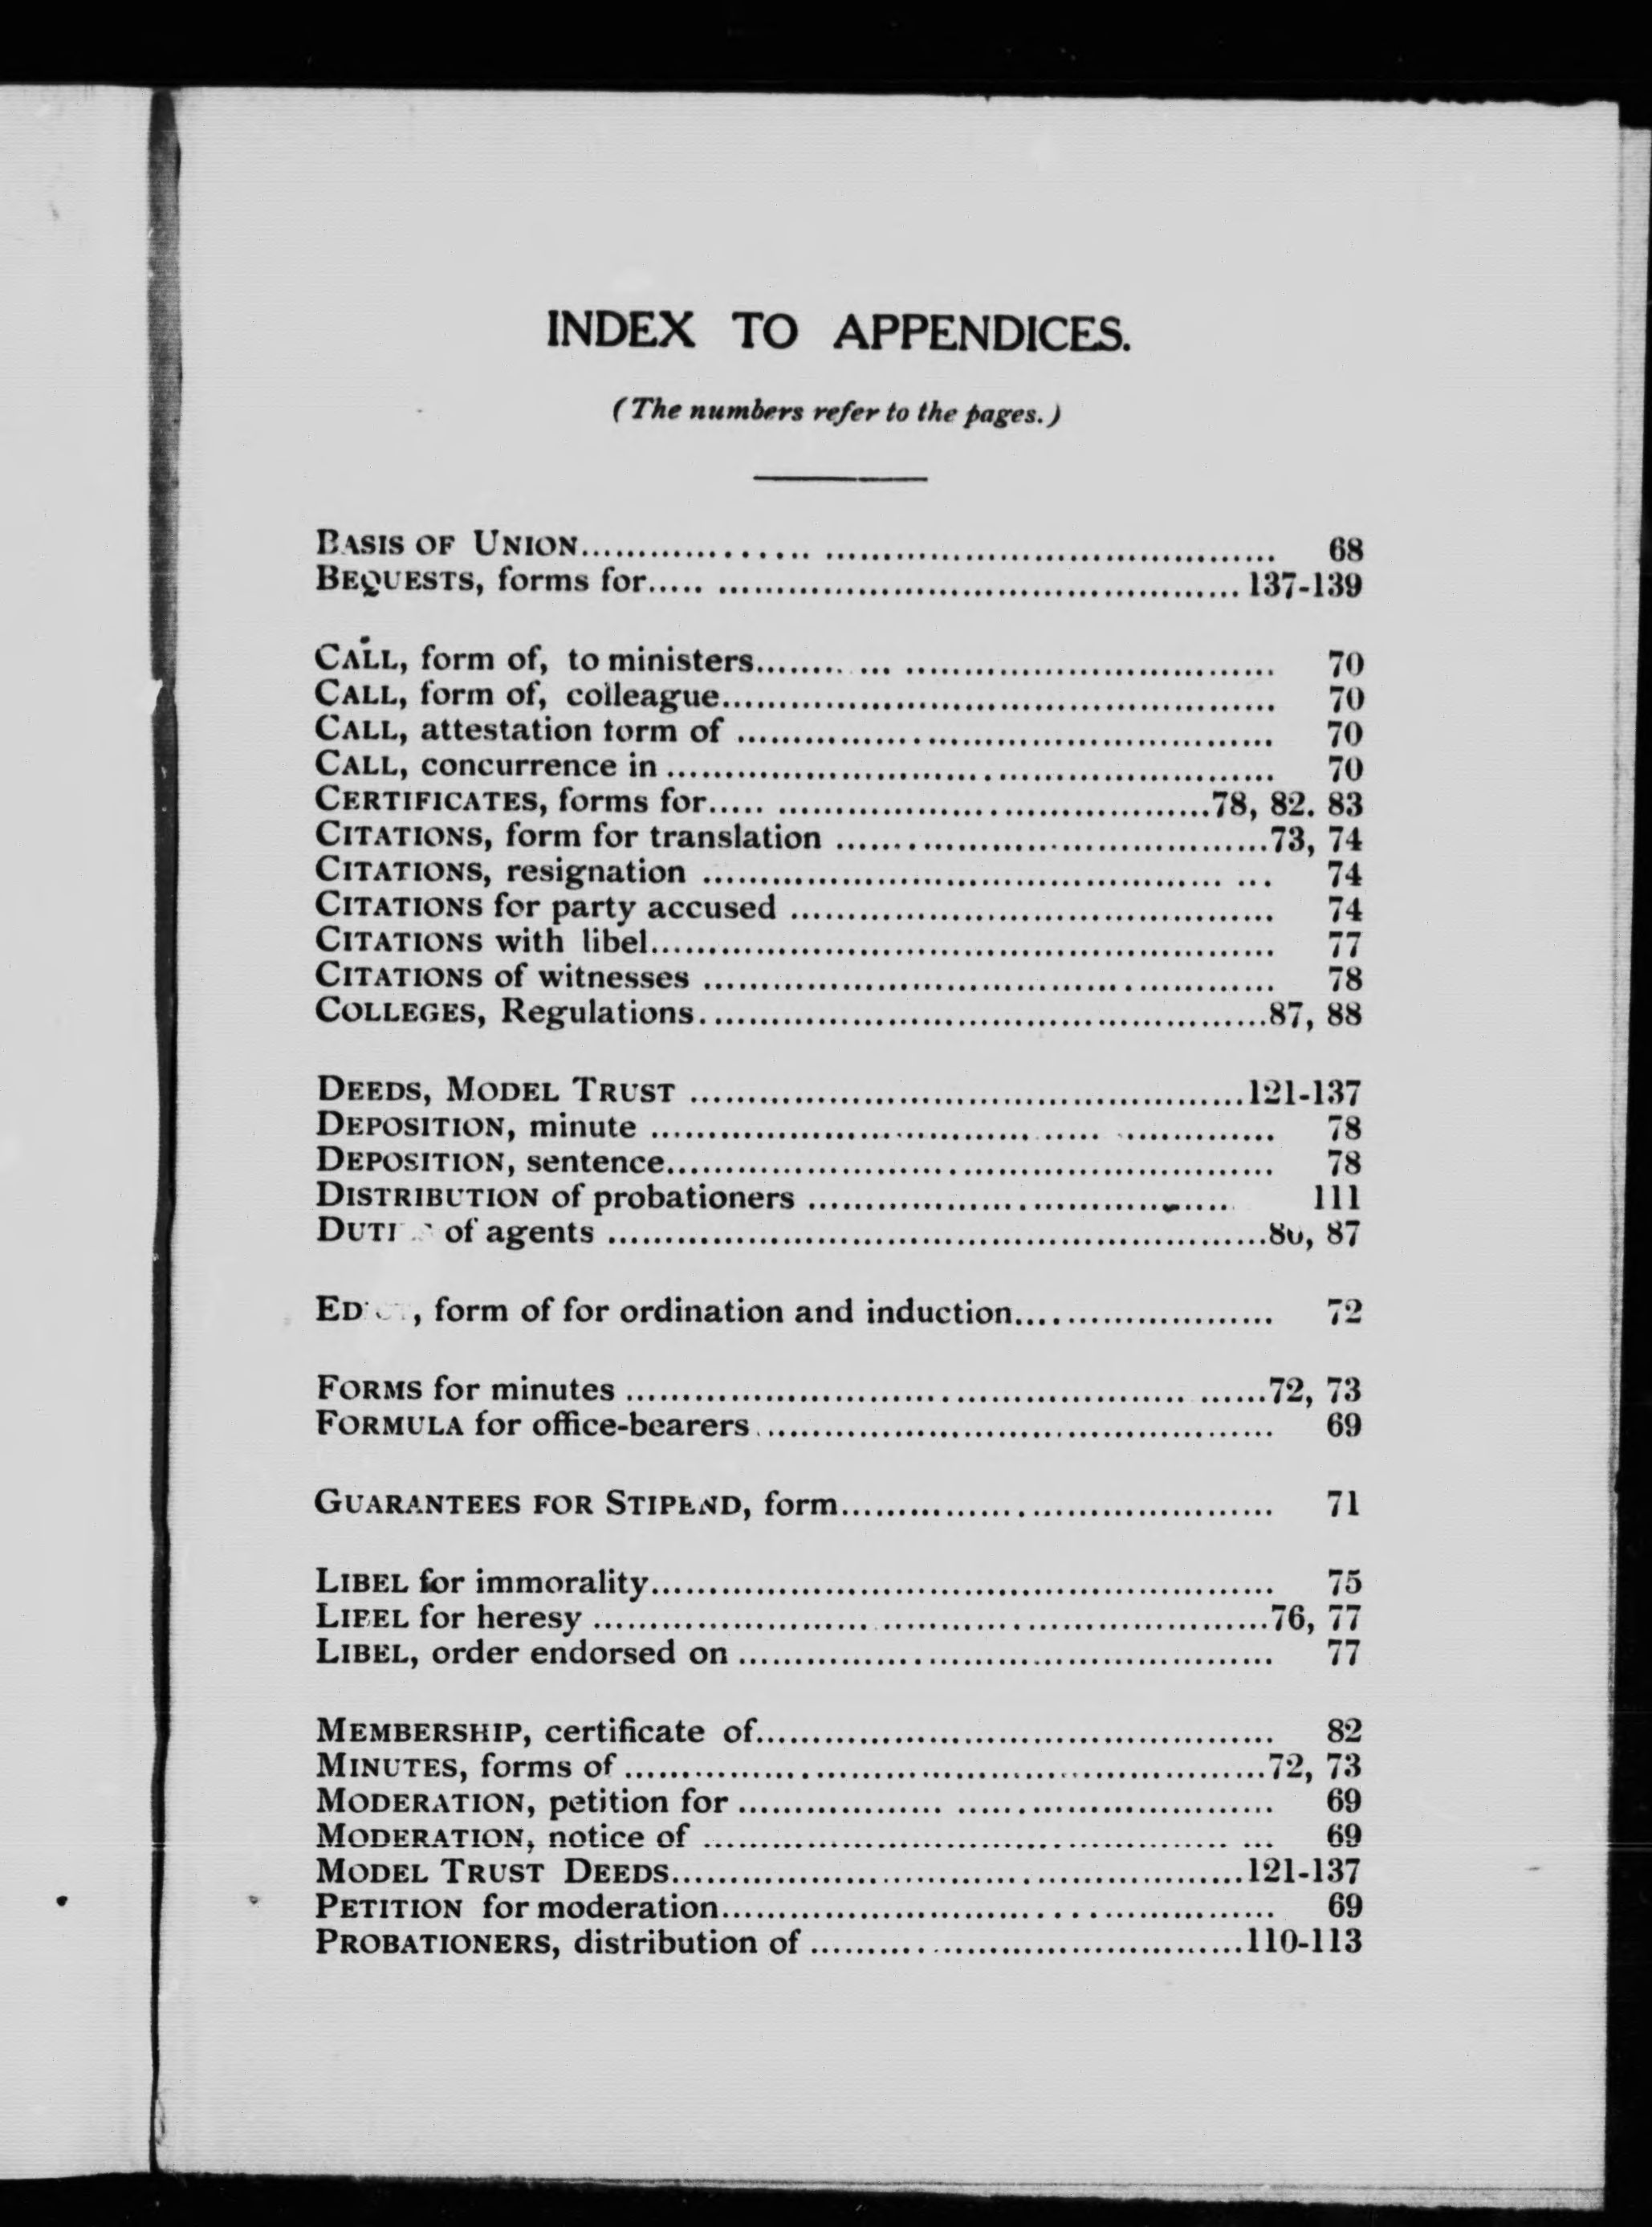 INDEX TO APPENDICES.
(The numbers refer to the pages.)
BASIS OF UNION........................................ 68
BEQUESTS, forms for........................................137-139
CALL, form of, to ministers........................................ 70
CALL, form of, colleague........................................ 70
CALL, attestation form of ........................................ 70
CALL, concurrence in ........................................ 70
CERTIFICATES, forms for........................................78, 82. 83
CITATIONS, form for translation ........................................73, 74
CITATIONS, resignation ........................................ 74
CITATIONS for party accused ........................................ 74
CITATIONS with libel........................................ 77
CITATIONS of witnesses ........................................ 78
COLLEGES, Regulations........................................87, 88
DEEDS, MODEL TRUST ........................................121-137
DEPOSITION, minute ........................................ 78
DEPOSITION, sentence........................................ 78
DISTRIBUTION of probationers ........................................ 111
of agents ........................................ 87
form of for ordination and induction........................................ 72
FORMS for minutes ........................................72, 73
FORMULA for office-bearers........................................ 69
GUARANTEES FOR STIPEND, form........................................ 71
LIBEL for immorality........................................ 75
LIBEL for heresy ........................................76, 77
LIBEL, order endorsed on ........................................ 77
MEMBERSHIP, certificate of........................................ 82
MINUTES, forms of ........................................72, 73
MODERATION, petition for ........................................ 69
MODERATION, notice of ........................................ 69
MODEL TRUST DEEDS........................................121-137
PETITION for moderation........................................ 69
PROBATIONERS, distribution of ........................................110-113